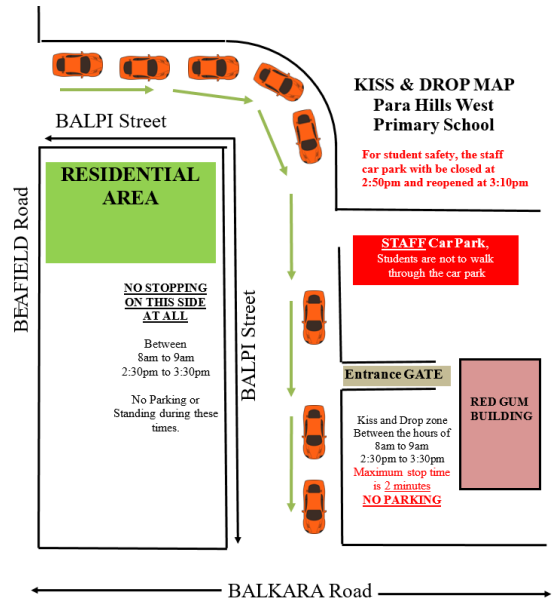 KISS & DROP MAP
Para Hills West
Primary School
For student safety, the staff
car park with be closed at
2:50pm and reopened at 3:10pm
BALPI Street
RESIDENTIAL
AREA
BEAFIELD Road
STAFF Car Park,
Students are not to walk
through the car park
NO STOPPING
ON THIS SIDE
AT ALL
Between
8am to 9am
2:30pm to 3:30pm
No Parking or
Standing during these
times.
BALPI Street
Entrance GATE
RED GUM
BUILDING
Kiss and Drop zone
Between the hours of
8am to 9am
2:30pm to 3:30pm
Maximum stop time
is 2 minutes
NO PARKING
BALKARA Road